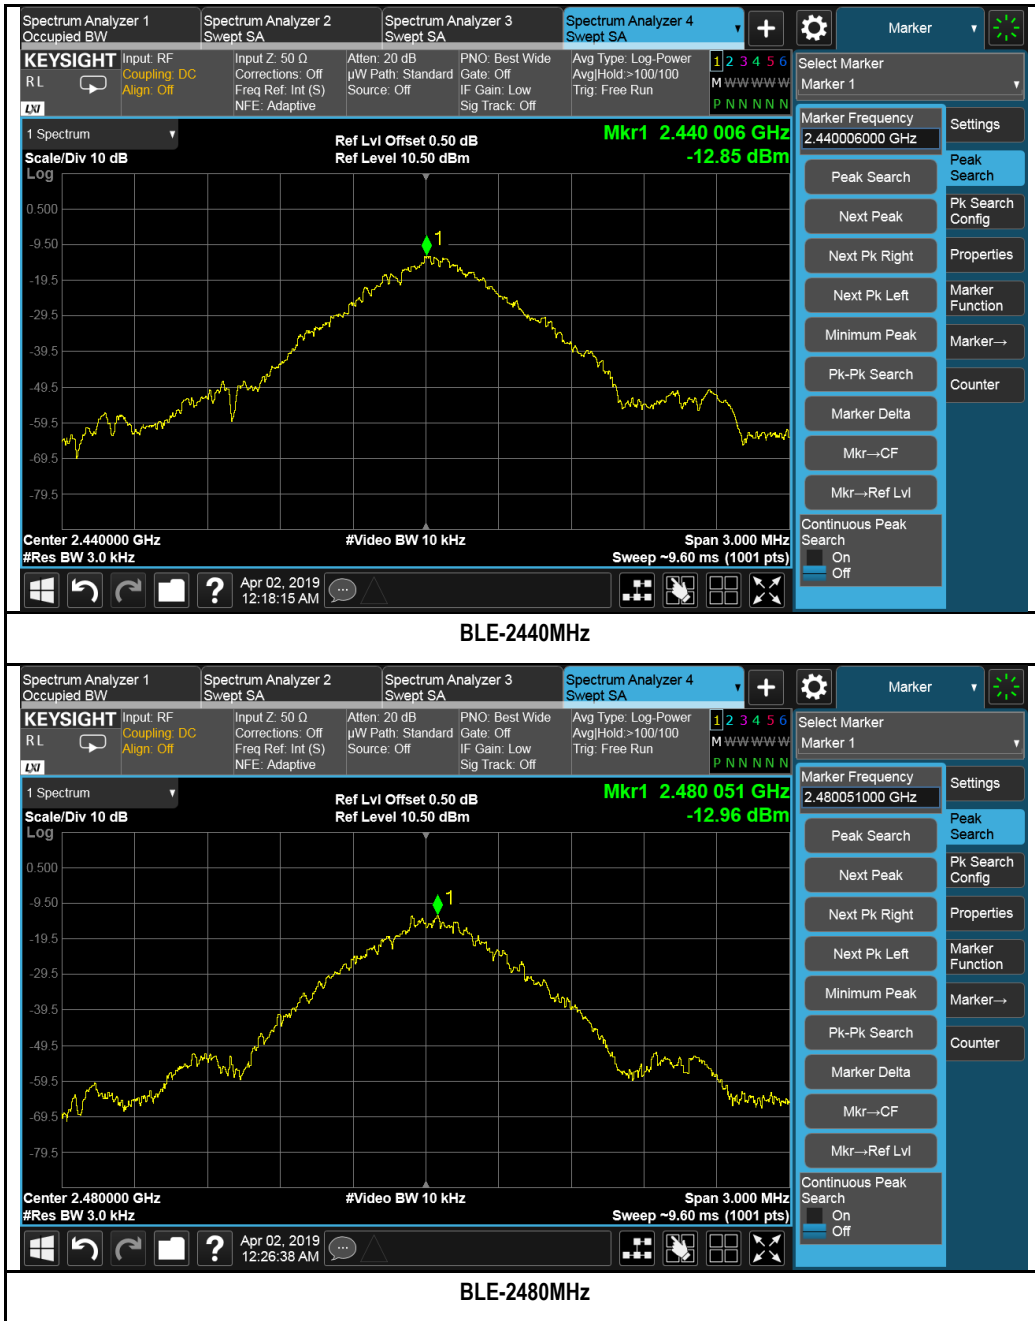 Spectrum Analyzer 1
Occupied BW
Spectrum Analyzer 2
Swept SA
Spectrum Analyzer 3
Swept SA
Spectrum Analyzer 4
Swept SA
Marker
KEYSIGHT
RL
LXI
Input: RF
Coupling: DC
Align: Off
Input Z: 50 Ω
Corrections: Off
Freq Ref: Int (S)
NFE: Adaptive
Atten: 20 dB
µW Path: Standard
Source: Off
PNO: Best Wide
Gate: Off
IF Gain: Low
Sig Track: Off
Avg Type: Log-Power
Avg|Hold:>100/100
Trig: Free Run
1 2 3 4 5 6
M W W W W W
P N N N N N
Select Marker
Marker 1
1 Spectrum
Scale/Div 10 dB
Log
Ref Lvl Offset 0.50 dB
Ref Level 10.50 dBm
Mkr1 2.440 006 GHz
-12.85 dBm
0.500
-9.50
-19.5
-29.5
-39.5
-49.5
-59.5
-69.5
-79.5
1
Center 2.440000 GHz
#Res BW 3.0 kHz
#Video BW 10 kHz
Span 3.000 MHz
Sweep ~9.60 ms (1001 pts)
Marker Frequency
2.440006000 GHz
Peak Search
Next Peak
Next Pk Right
Next Pk Left
Minimum Peak
Pk-Pk Search
Marker Delta
Mkr→CF
Mkr→Ref Lvl
Continuous Peak
Search
On
Off
Settings
Peak
Search
Pk Search
Config
Properties
Marker
Function
Marker→
Counter
?
Apr 02, 2019
12:18:15 AM
BLE-2440MHz
Spectrum Analyzer 1
Occupied BW
Spectrum Analyzer 2
Swept SA
Spectrum Analyzer 3
Swept SA
Spectrum Analyzer 4
Swept SA
Marker
KEYSIGHT
RL
LXI
Input: RF
Coupling: DC
Align: Off
Input Z: 50 Ω
Corrections: Off
Freq Ref: Int (S)
NFE: Adaptive
Atten: 20 dB
µW Path: Standard
Source: Off
PNO: Best Wide
Gate: Off
IF Gain: Low
Sig Track: Off
Avg Type: Log-Power
Avg|Hold:>100/100
Trig: Free Run
1 2 3 4 5 6
M W W W W W
P N N N N N
Select Marker
Marker 1
1 Spectrum
Scale/Div 10 dB
Log
Ref Lvl Offset 0.50 dB
Ref Level 10.50 dBm
Mkr1 2.480 051 GHz
-12.96 dBm
0.500
-9.50
-19.5
-29.5
-39.5
-49.5
-59.5
-69.5
-79.5
1
Center 2.480000 GHz
#Res BW 3.0 kHz
#Video BW 10 kHz
Span 3.000 MHz
Sweep ~9.60 ms (1001 pts)
Marker Frequency
2.480051000 GHz
Peak Search
Next Peak
Next Pk Right
Next Pk Left
Minimum Peak
Pk-Pk Search
Marker Delta
Mkr→CF
Mkr→Ref Lvl
Continuous Peak
Search
On
Off
Settings
Peak
Search
Pk Search
Config
Properties
Marker
Function
Marker→
Counter
?
Apr 02, 2019
12:26:38 AM
BLE-2480MHz